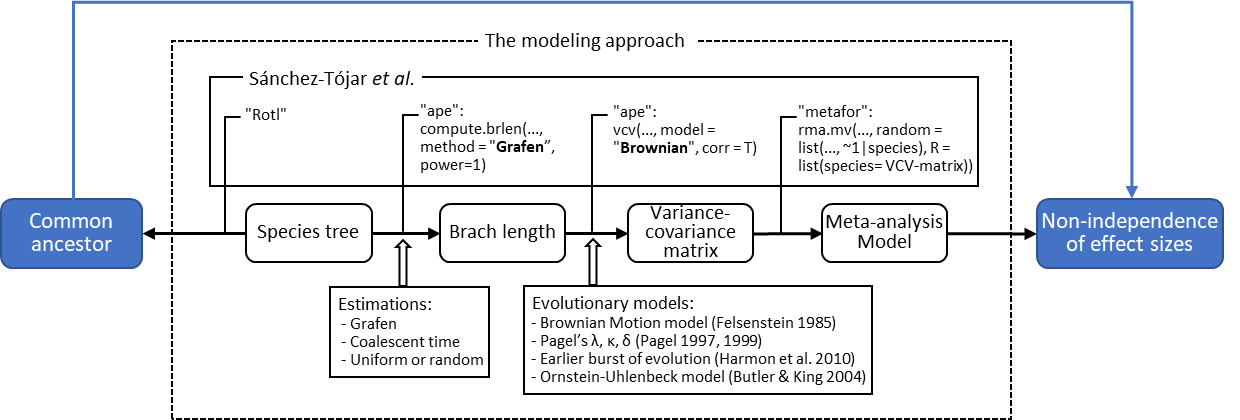 The modeling approach
Sánchez-Tójar et al.
"Rotl"
"ape":
compute.brlen(...,
method = "Grafen”,
power=1)
"ape":
vcv(..., model =
"Brownian", corr = T)
"metafor":
rma.mv(..., random =
list(..., ~1|species), R =
list(species= VCV-matrix))
Common
ancestor
Species tree
Brach length
Variance-
covariance
matrix
Meta-analysis
Model
Non-independence
of effect sizes
Estimations:
- Grafen
- Coalescent time
- Uniform or random
Evolutionary models:
- Brownian Motion model (Felsenstein 1985)
- Pagel’s λ, κ, δ (Pagel 1997, 1999)
- Earlier burst of evolution (Harmon et al. 2010)
- Ornstein-Uhlenbeck model (Butler & King 2004)